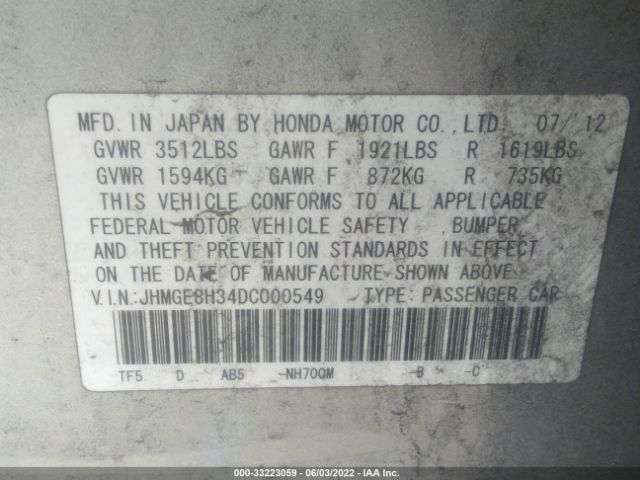 MFD. IN JAPAN BY HONDA MOTOR CO.,LTD. 07/'12
GVWR 3512LBS GAWR F 1921LBS R 1619LBS
GVWR 1594KG GAWR F 872KG R 735KG
THIS VEHICLE CONFORMS TO ALL APPLICABLE
FEDERAL MOTOR VEHICLE SAFETY ,BUMPER
AND THEFT PREVENTION STANDARDS IN EFFECT
ON THE DATE OF MANUFACTURE SHOWN ABOVE.
V.I.N.:JHMGE8H34DC000549 TYPE: PASSENGER CAR
TF5 D AB5 -NH700M -B -C
000-33223059 - 06/03/2022 - IAA Inc.